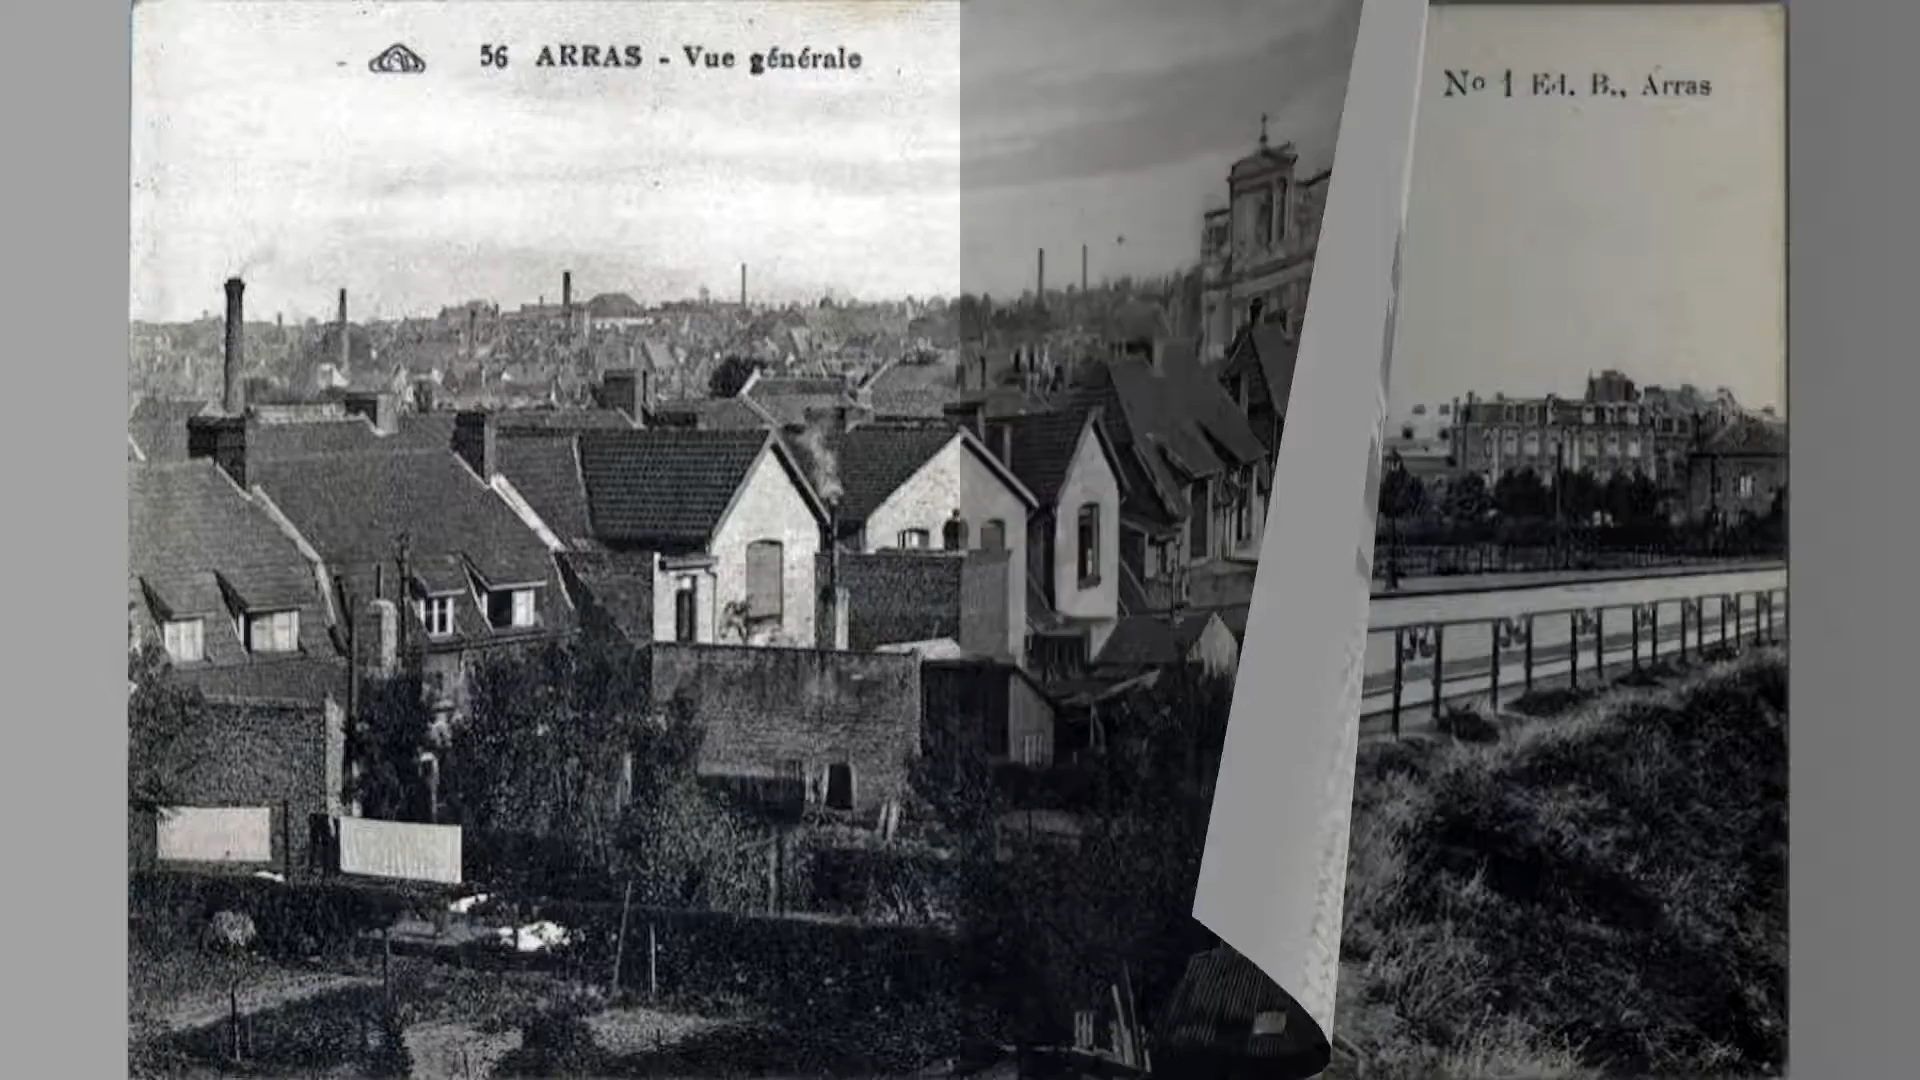 56 ARRAS - Vue générale
No 1 Ed. B., Arras